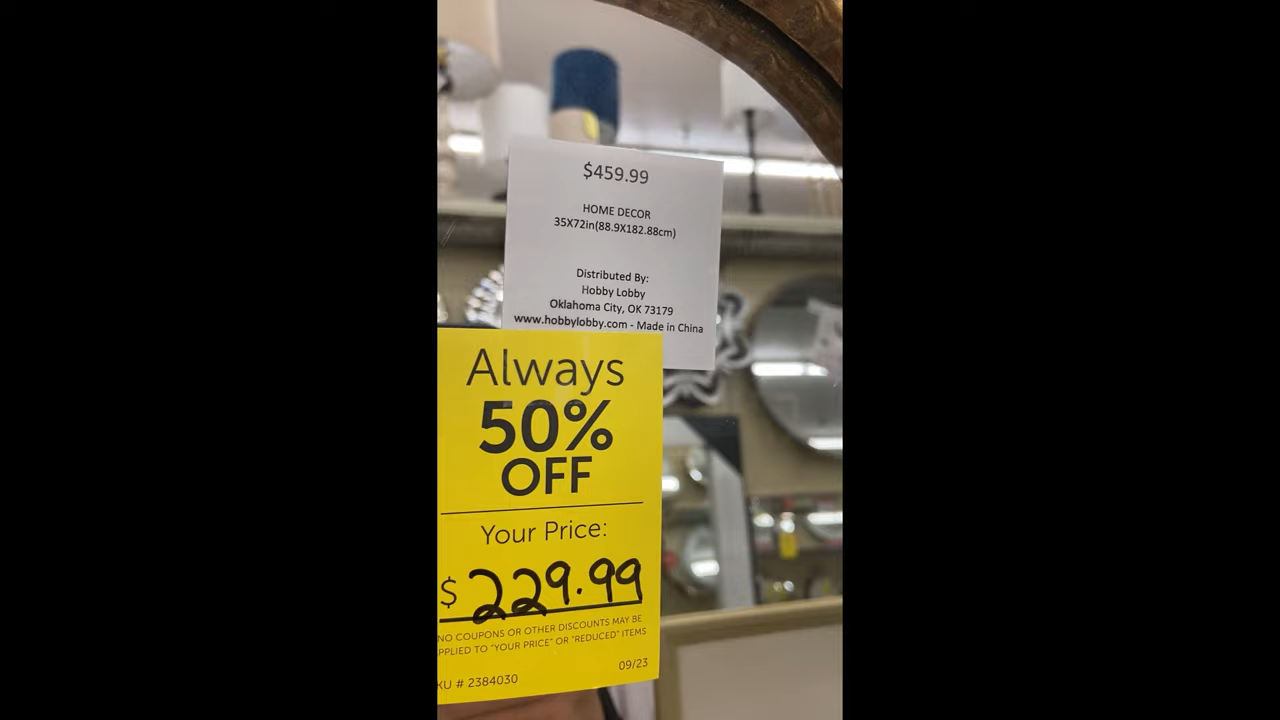 $459.99
HOME DECOR
35X72in(88.9X182.88cm)
Distributed By:
Hobby Lobby
Oklahoma City, OK 73179
www.hobbylobby.com - Made in China
Always
50%
OFF
Your Price:
$ 229.99
NO COUPONS OR OTHER DISCOUNTS MAY BE
PPLIED TO "YOUR PRICE" OR "REDUCED" ITEMS
09/23
KU # 2384030